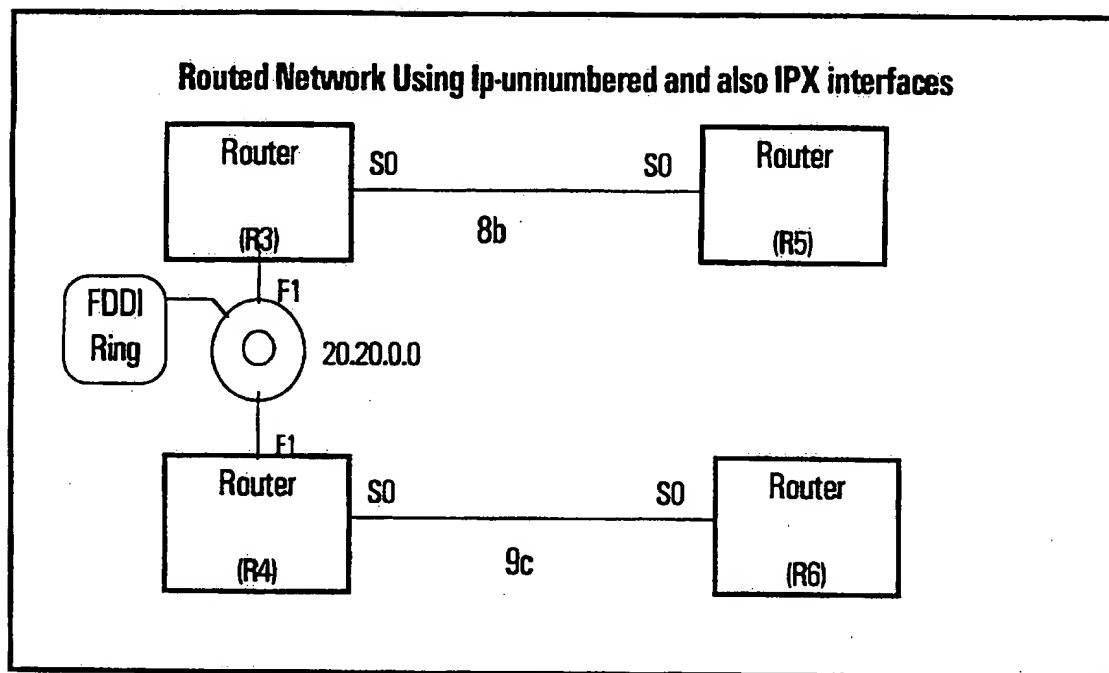 Routed Network Using Ip-unnumbered and also IPX interfaces
Router
(R3)
S0
S0
8b
Router
(R5)
F1
FDDI
Ring
20.20.0.0
F1
Router
(R4)
S0
S0
9c
Router
(R6)